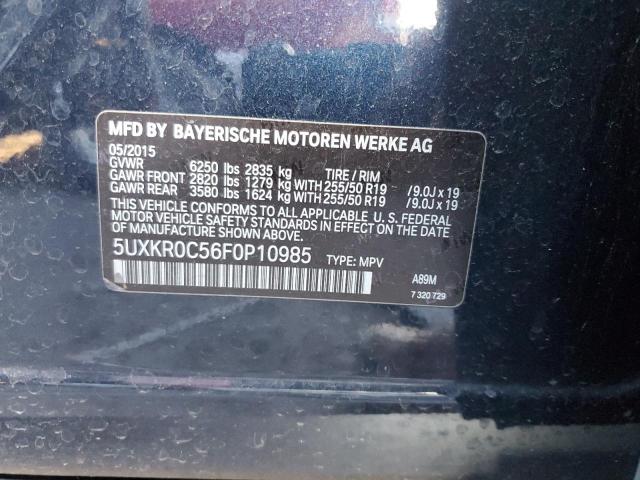 MFD BY BAYERISCHE MOTOREN WERKE AG
05/2015
GVWR 6250 lbs 2835 kg TIRE / RIM
GAWR FRONT 2820 lbs 1279 kg WITH 255/50 R19 / 9.0J x 19
GAWR REAR 3580 lbs 1624 kg WITH 255/50 R19 / 9.0J x 19
THIS VEHICLE CONFORMS TO ALL APPLICABLE U. S. FEDERAL
MOTOR VEHICLE SAFETY STANDARDS IN EFFECT ON THE DATE
OF MANUFACTURE SHOWN ABOVE.
5UXKR0C56F0P10985 TYPE: MPV
A89M
7 320 729